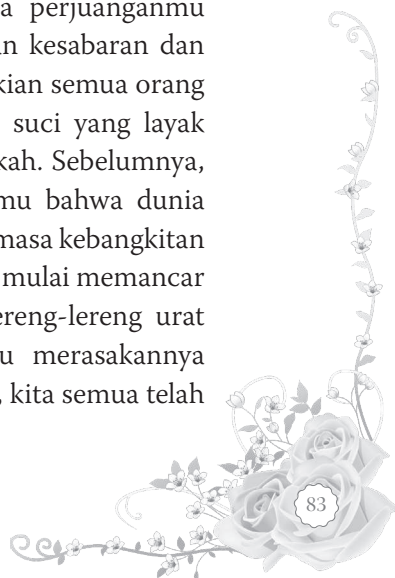 a perjuanganmu
n kesabaran dan
kian semua orang
suci yang layak
kah. Sebelumnya,
mu bahwa dunia
masa kebangkitan
mulai memancar
ereng-lereng urat
u merasakannya
, kita semua telah
83